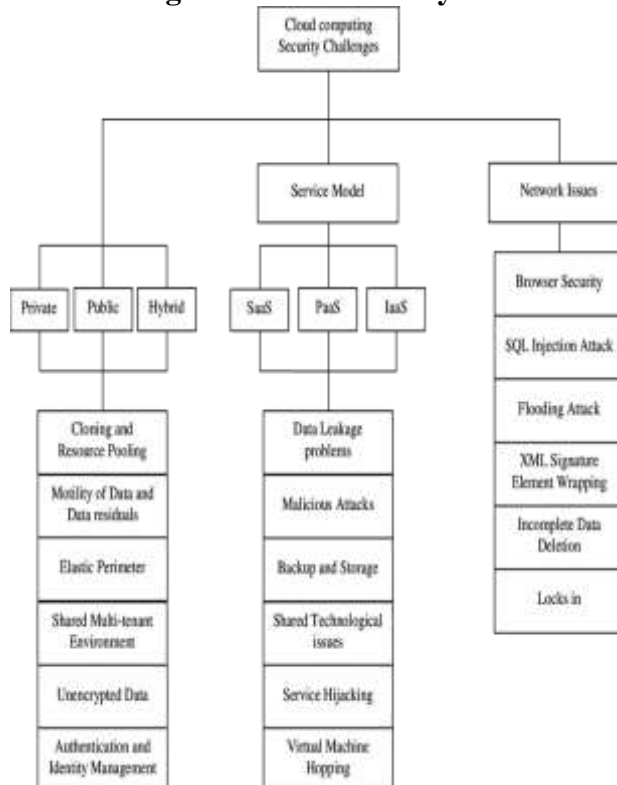 Cloud computing
Security Challenges
Service Model
Network Issues
Private
Public
Hybrid
SaaS
PaaS
IaaS
Cloning and
Resource Pooling
Motility of Data and
Data residuals
Elastic Perimeter
Shared Multi-tenant
Environment
Unencrypted Data
Authentication and
Identity Management
Data Leakage
problems
Malicious Attacks
Backup and Storage
Shared Technological
issues
Service Hijacking
Virtual Machine
Hopping
Browser Security
SQL Injection Attack
Flooding Attack
XML Signature
Element Wrapping
Incomplete Data
Deletion
Locks in